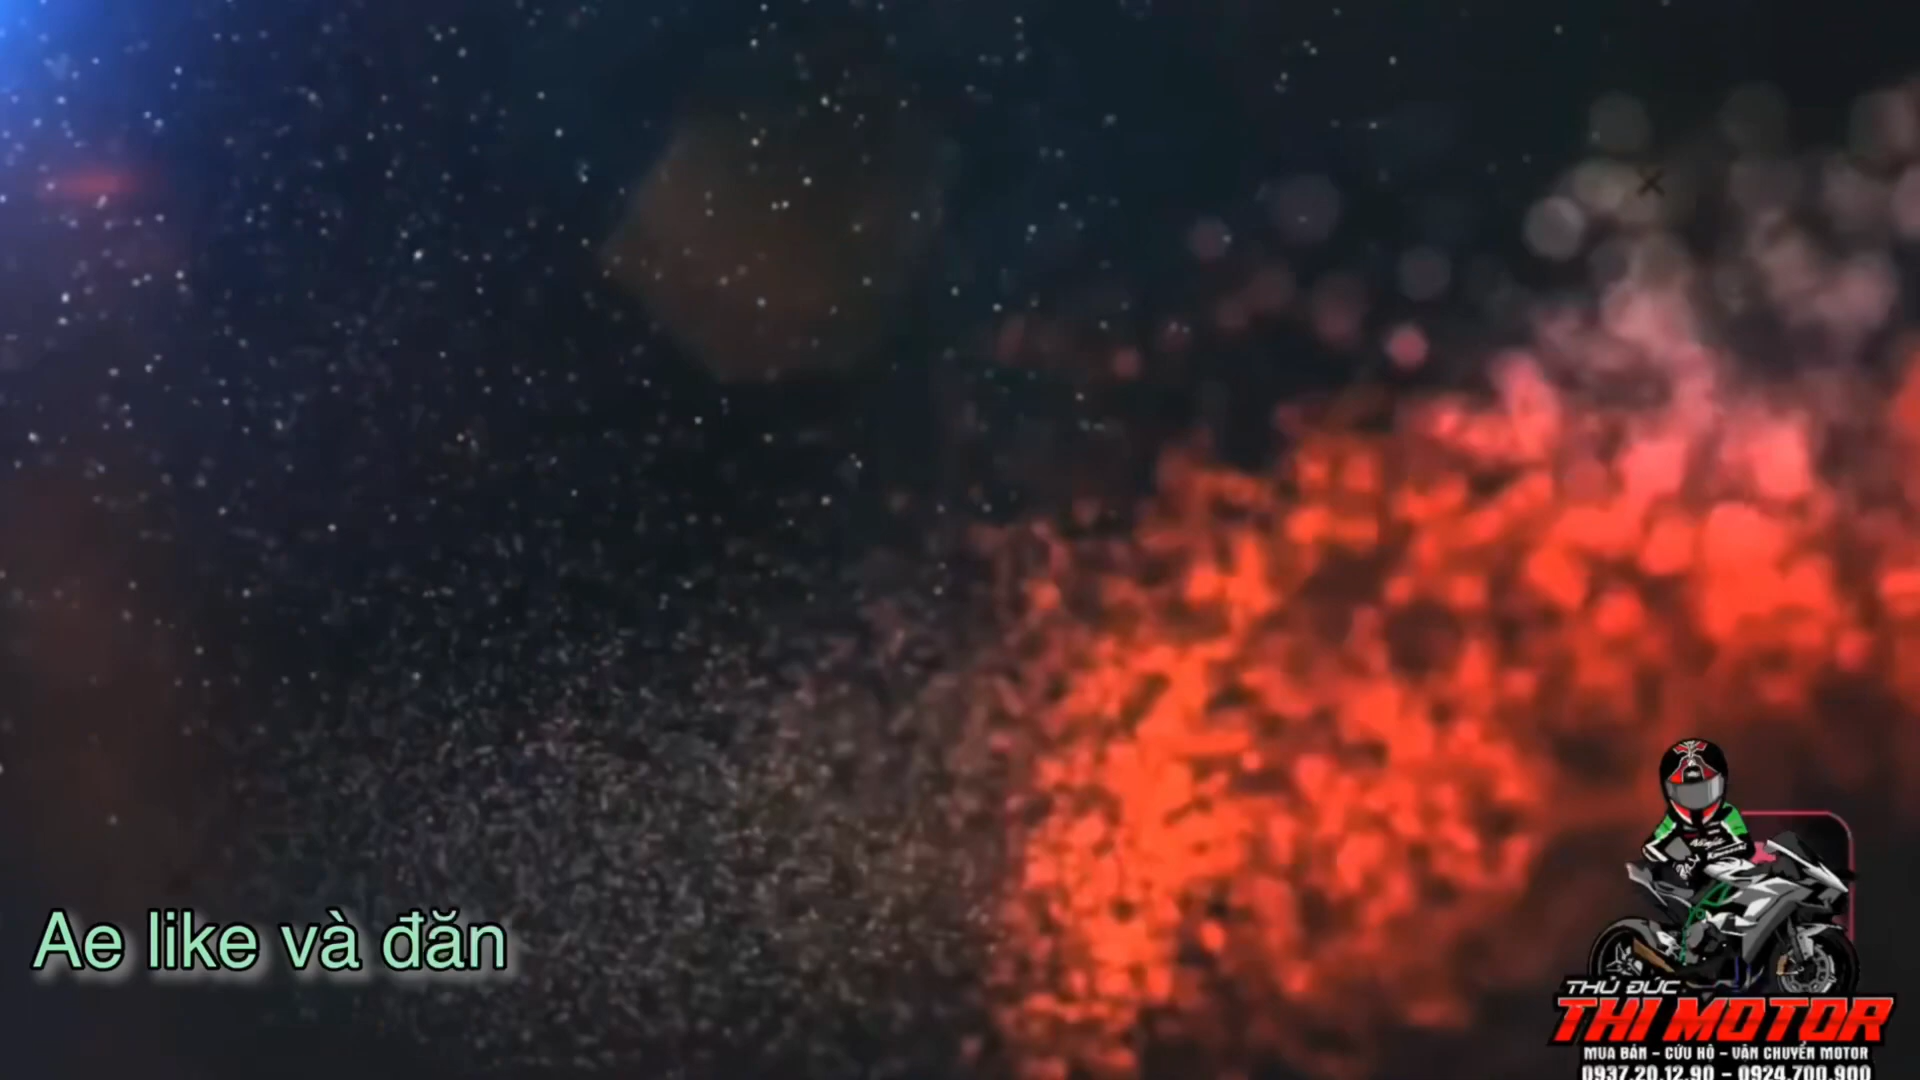 Ae like và đăn
THỦ ĐỨC
THI MOTOR
MUA BÁN - CỨU HỘ - VẬN CHUYỂN MOTOR
0937.20.12.90 - 0924.700.900